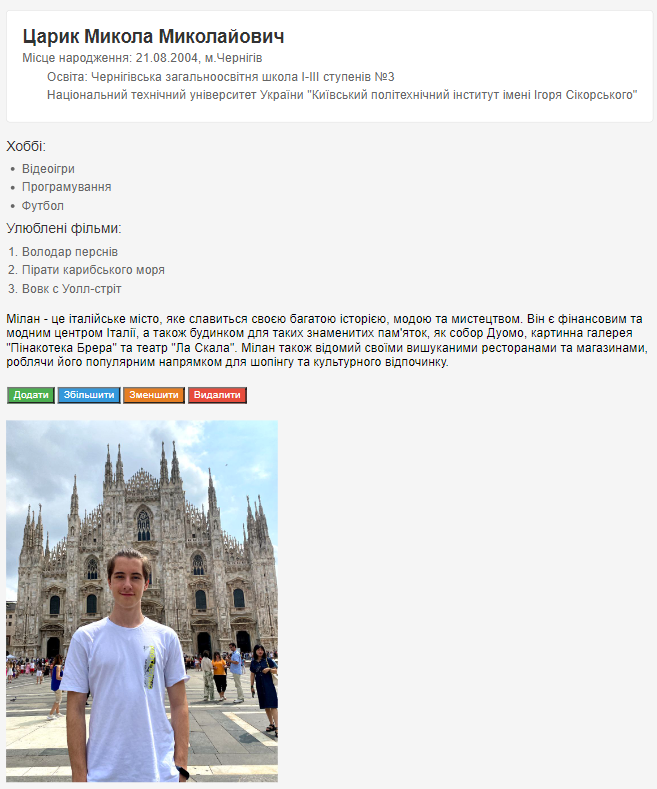 Царик Микола Миколайович
Місце народження: 21.08.2004, м.Чернігів
Освіта: Чернігівська загальноосвітня школа I-III ступенів №3
Національний технічний університет України "Київський політехнічний інститут імені Ігоря Сікорського"
Хоббі:
• Відеоігри
• Програмування
• Футбол
Улюблені фільми:
1. Володар перснів
2. Пірати карибського моря
3. Вовк с Уолл-стріт
Мілан - це італійське місто, яке славиться своєю багатою історією, модою та мистецтвом. Він є фінансовим та
модним центром Італії, а також будинком для таких знаменитих пам'яток, як собор Дуомо, картинна галерея
"Пінакотека Брера" та театр "Ла Скала". Мілан також відомий своїми вишуканими ресторанами та магазинами,
роблячи його популярним напрямком для шопінгу та культурного відпочинку.
Додати Збільшити Зменшити Видалити